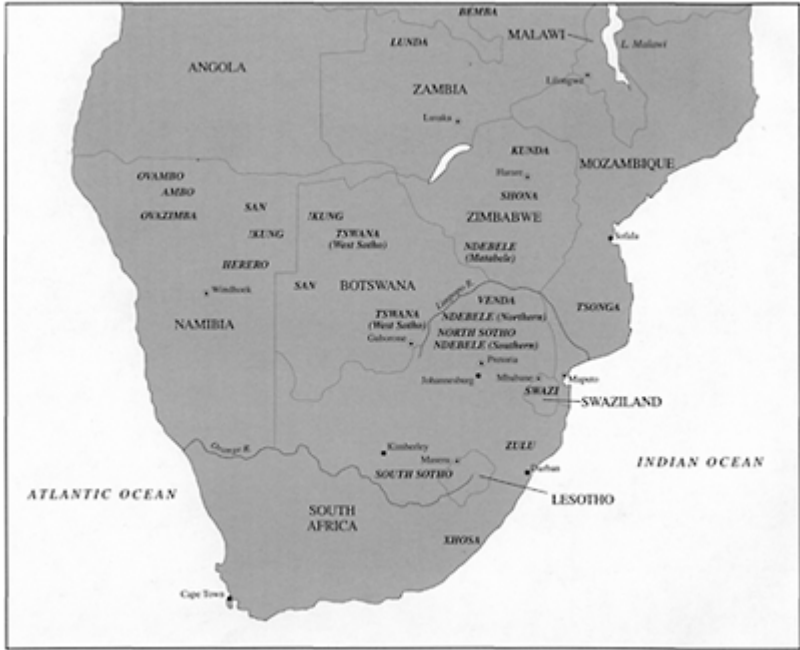 BEMBA
LUNDA
MALAWI
L. Malawi
ANGOLA
Lilongwe
ZAMBIA
Lusaka
KUNDA
MOZAMBIQUE
OVAMBO
Harare
AMBO
SHONA
OVAZIMBA
SAN
!KUNG
ZIMBABWE
!KUNG
TSWANA
(West Sotho)
Sofala
NDEBELE
(Matabele)
HERERO
SAN
BOTSWANA
Windhoek
Limpopo R.
VENDA
TSONGA
NAMIBIA
TSWANA
(West Sotho)
NDEBELE (Northern)
NORTH SOTHO
Gaborone
NDEBELE (Southern)
Pretoria
Johannesburg
Mbabane
Maputo
SWAZI
SWAZILAND
Orange R.
Kimberley
ZULU
Maseru
INDIAN OCEAN
SOUTH SOTHO
Durban
ATLANTIC OCEAN
LESOTHO
SOUTH
AFRICA
XHOSA
Cape Town